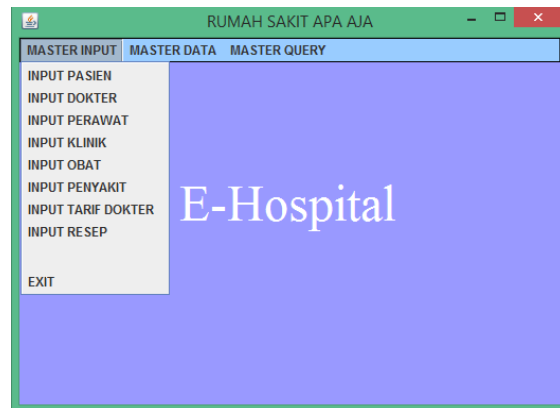 RUMAH SAKIT APA AJA
MASTER INPUT MASTER DATA MASTER QUERY
INPUT PASIEN
INPUT DOKTER
INPUT PERAWAT
INPUT KLINIK
INPUT OBAT
INPUT PENYAKIT
INPUT TARIF DOKTER
INPUT RESEP
EXIT
E-Hospital